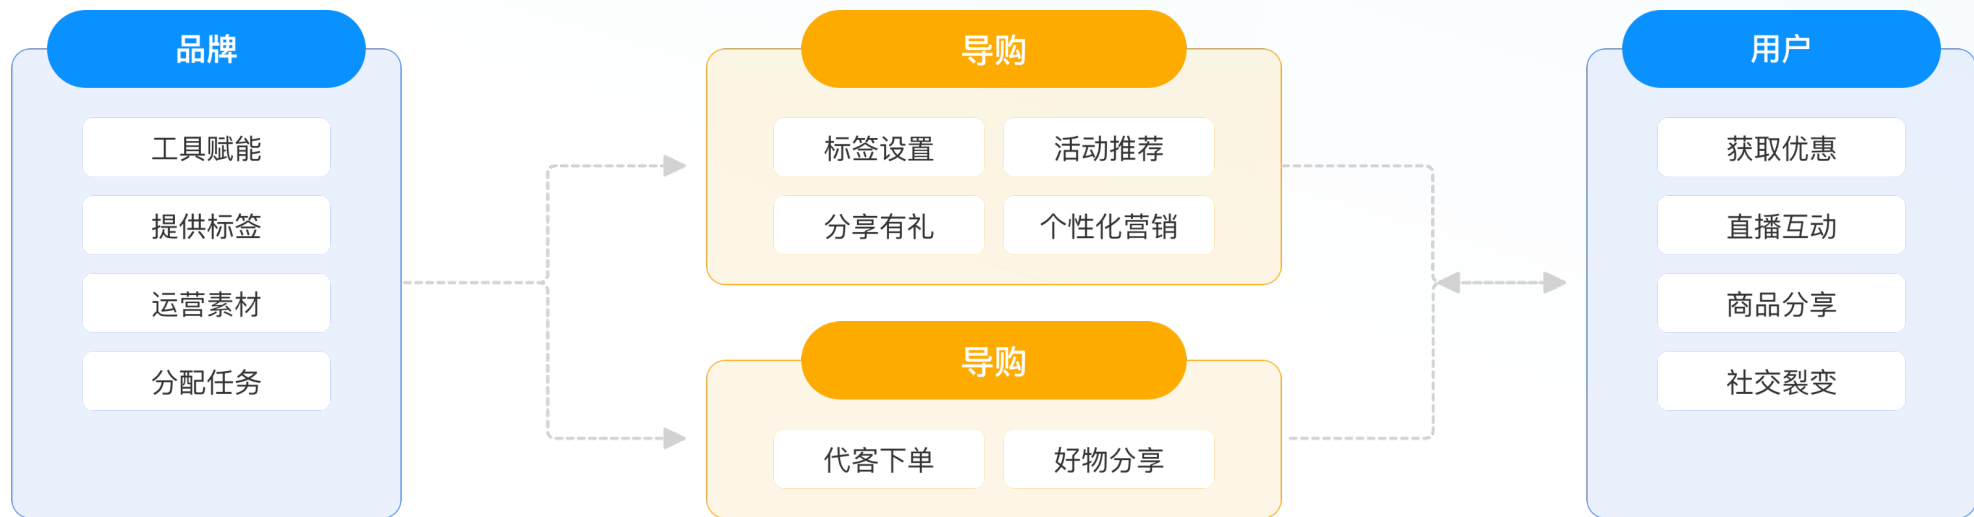 品牌
工具赋能
提供标签
运营素材
分配任务
导购
标签设置
活动推荐
分享有礼
个性化营销
导购
代客下单
好物分享
用户
获取优惠
直播互动
商品分享
社交裂变